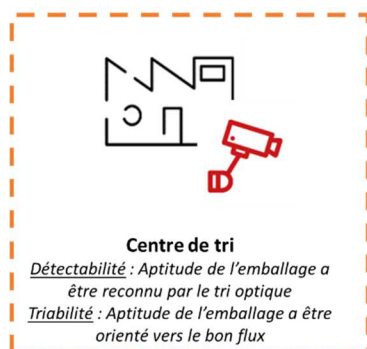 Centre de tri
Détectabilité : Aptitude de l'emballage a
être reconnu par le tri optique
Triabilité : Aptitude de l'emballage a être
orienté vers le bon flux